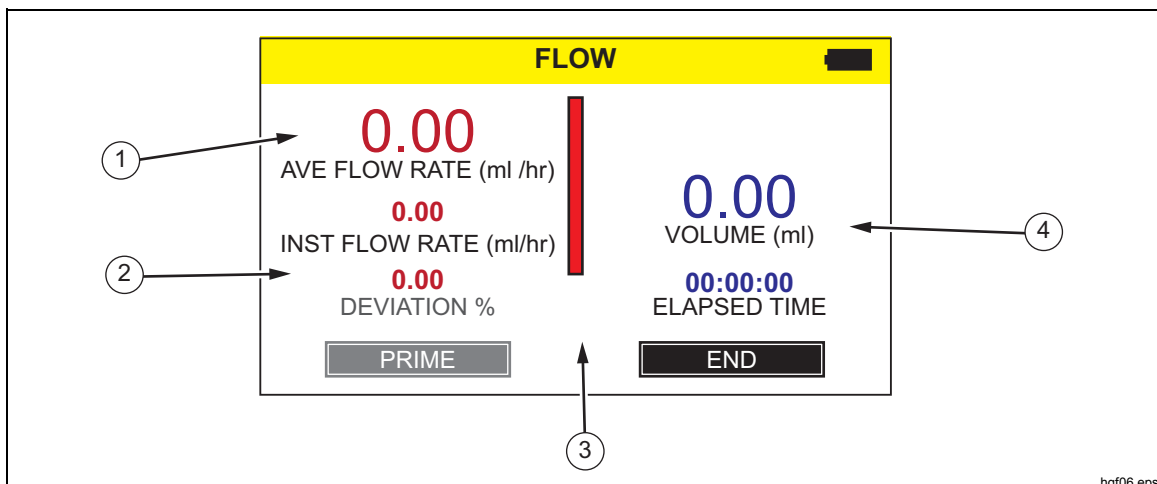 FLOW
0.00
AVE FLOW RATE (ml /hr)
0.00
INST FLOW RATE (ml/hr)
0.00
DEVIATION %
PRIME
0.00
VOLUME (ml)
00:00:00
ELAPSED TIME
END
1
2
3
4
hgf06.eps